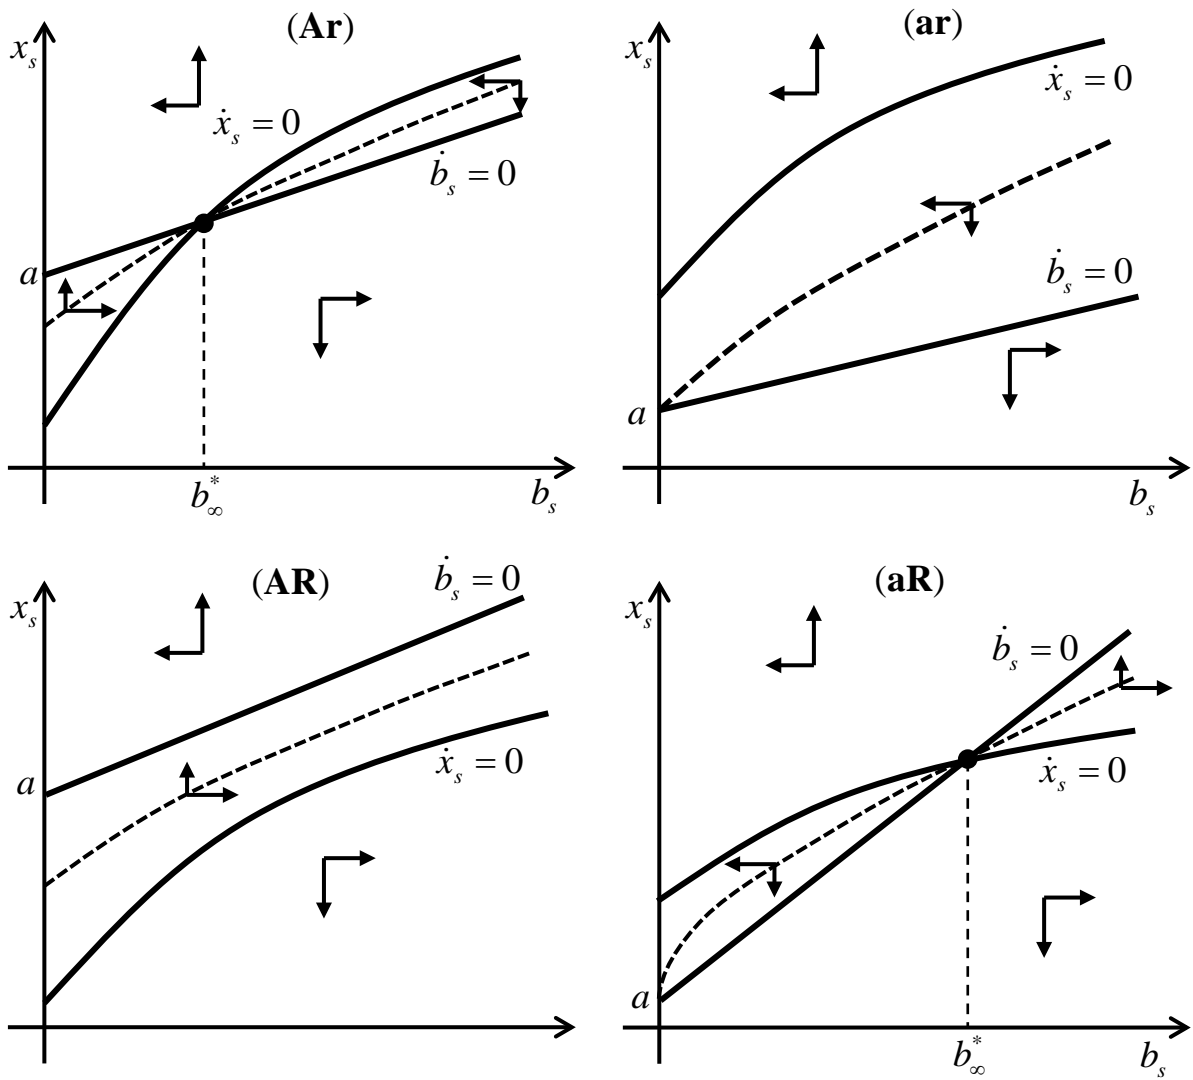 (Ar)
x_s
ẋ_s = 0
ḃ_s = 0
a
b*_∞
b_s
(ar)
x_s
ẋ_s = 0
ḃ_s = 0
a
b_s
(AR)
x_s
ḃ_s = 0
a
ẋ_s = 0
(aR)
x_s
ḃ_s = 0
ẋ_s = 0
a
b*_∞
b_s